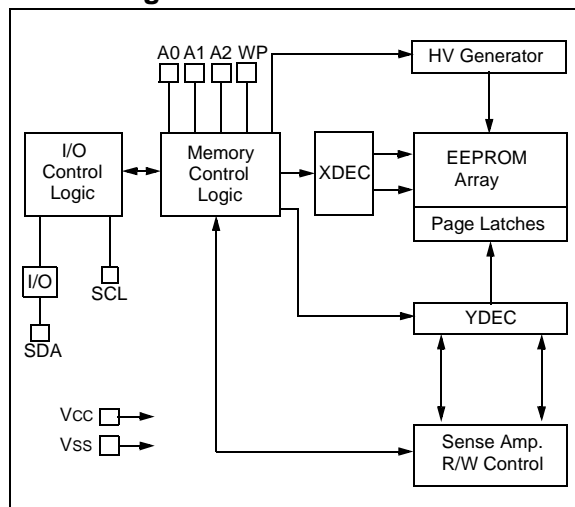 A0 A1 A2 WP
HV Generator
I/O
Control
Logic
Memory
Control
Logic
XDEC
EEPROM
Array
Page Latches
I/O
SCL
SDA
YDEC
Vcc
Vss
Sense Amp.
R/W Control